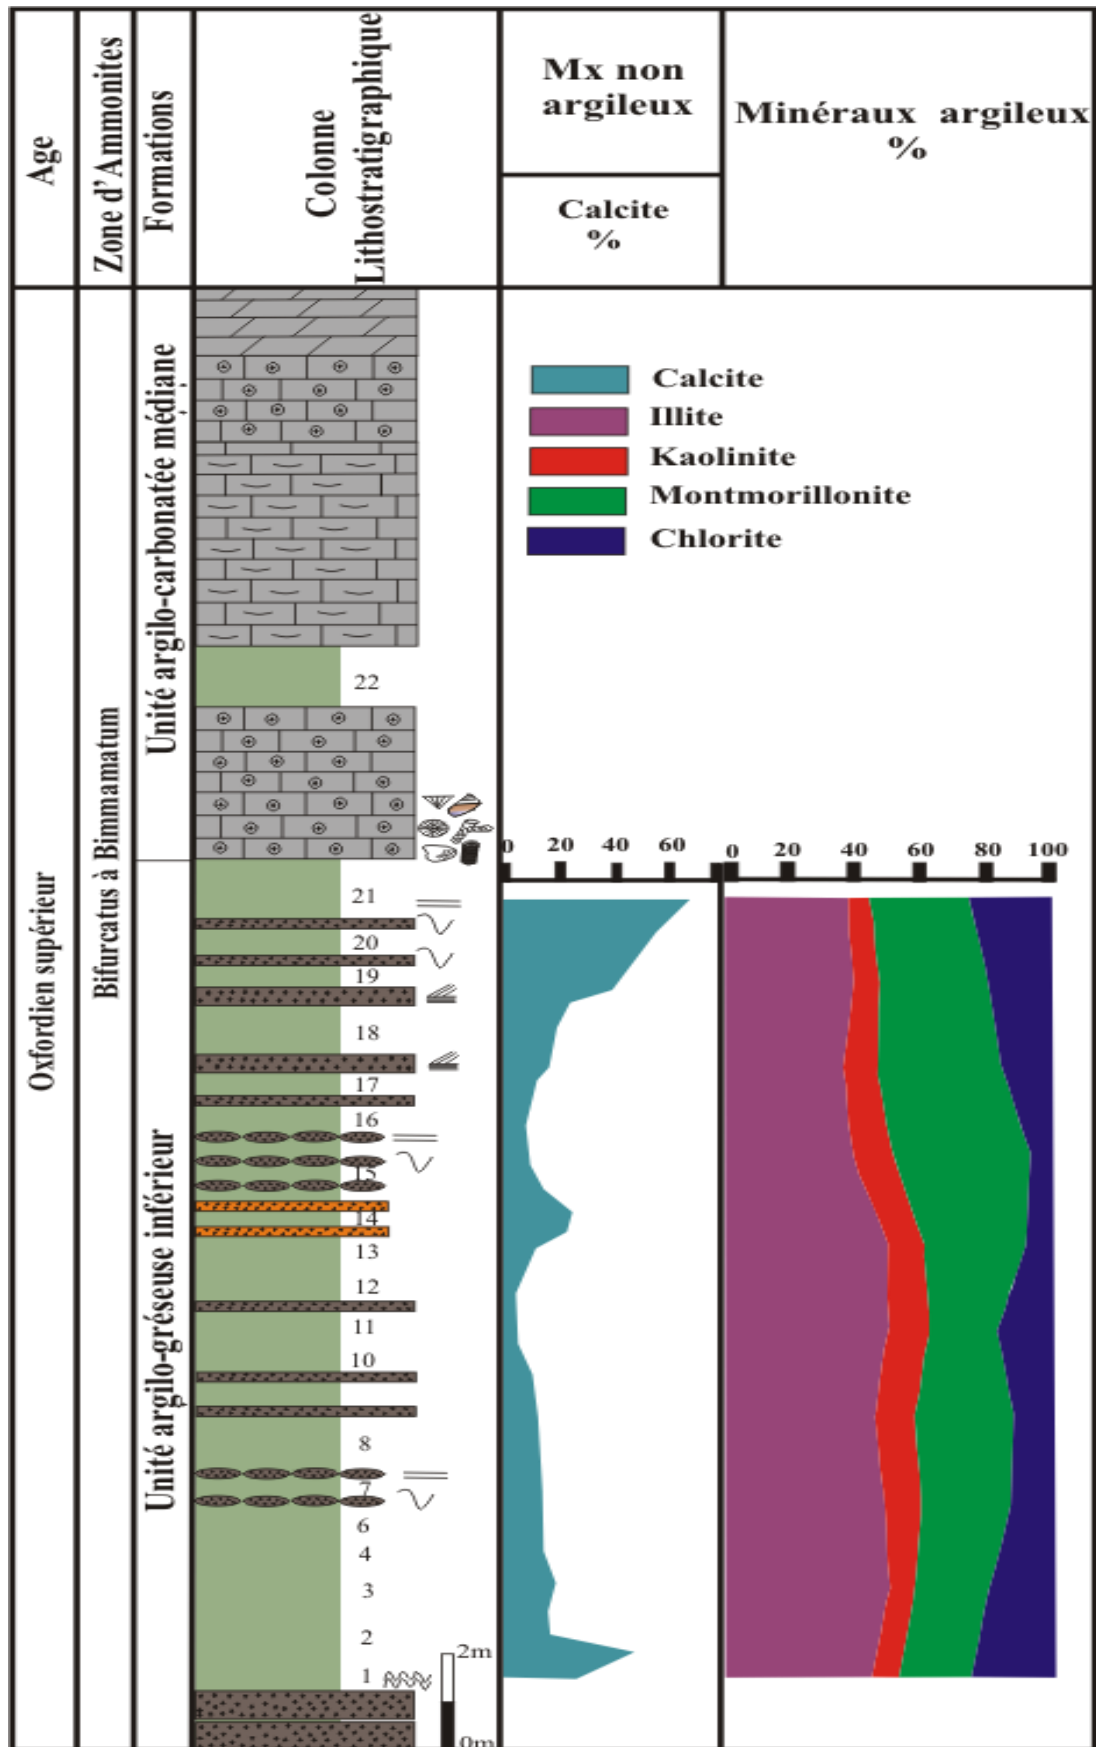 Age
Zone d'Ammonites
Formations
Colonne
Lithostratigraphique
Mx non
argileux
Calcite
%
Minéraux argileux
%
Oxfordien supérieur
Bifurcatus à Bimmamatum
Unité argilo-carbonatée médiane
Unité argilo-gréseuse inférieur
Calcite
Illite
Kaolinite
Montmorillonite
Chlorite
22
0 20 40 60
0 20 40 60 80 100
21
20
19
18
17
16
15
14
13
12
11
10
8
7
6
4
3
2
1
2m
0m